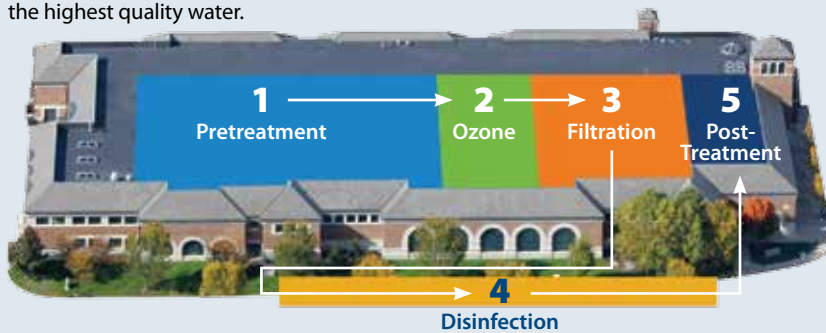 the highest quality water.
1
Pretreatment
2
Ozone
3
Filtration
5
Post-
Treatment
4
Disinfection